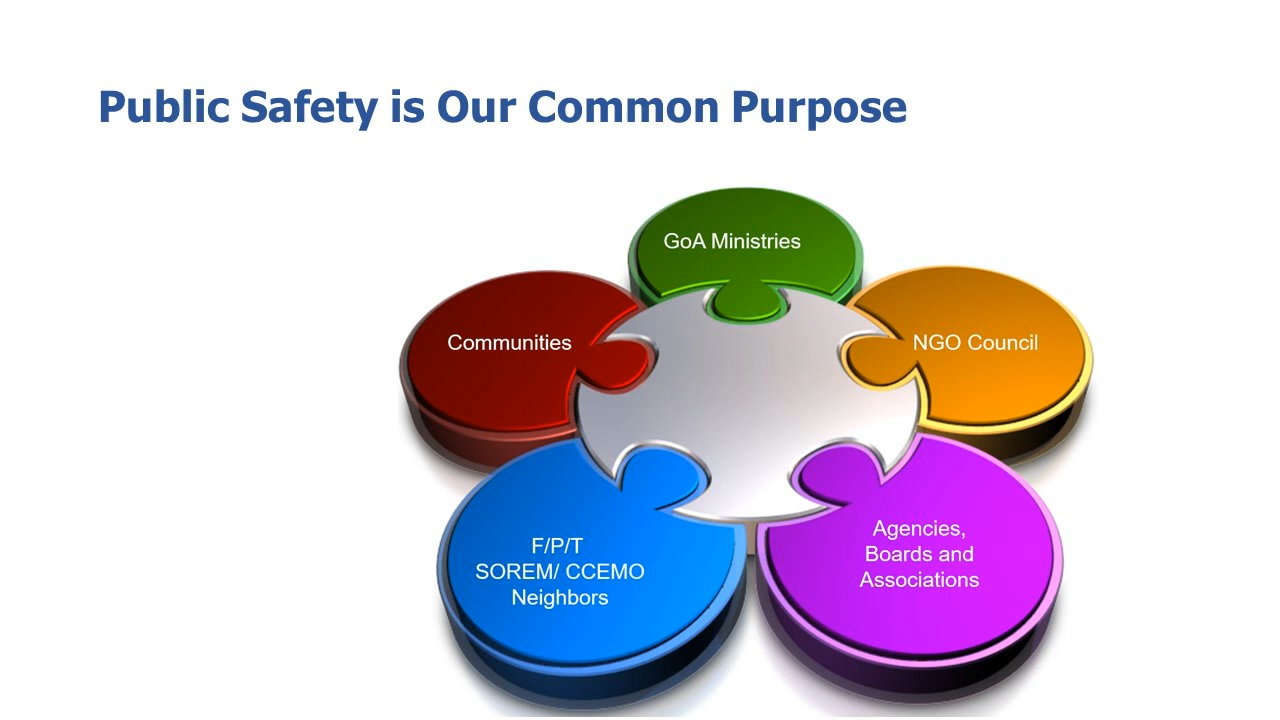 Public Safety is Our Common Purpose
GoA Ministries
Communities
NGO Council
F/P/T
SOREM/ CCEMO
Neighbors
Agencies,
Boards and
Associations